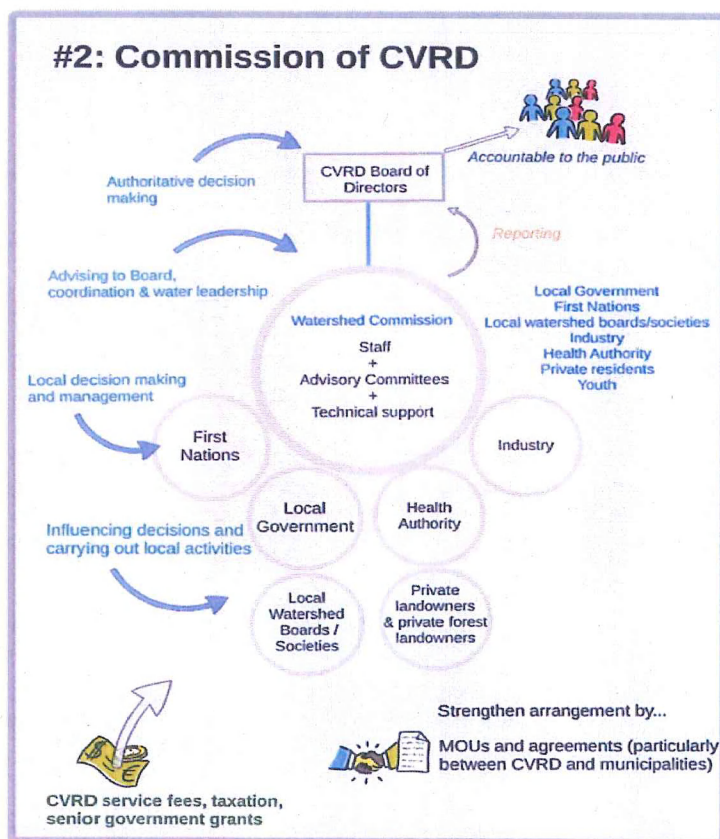 #2: Commission of CVRD
Accountable to the public
CVRD Board of
Directors
Authoritative decision
making
Reporting
Advising to Board,
coordination & water leadership
Watershed Commission
Staff
+
Advisory Committees
+
Technical support
Local Government
First Nations
Local watershed boards/societies
Industry
Health Authority
Private residents
Youth
Local decision making
and management
First
Nations
Industry
Local
Government
Health
Authority
Influencing decisions and
carrying out local activities
Local
Watershed
Boards /
Societies
Private
landowners
& private forest
landowners
Strengthen arrangement by...
MOUs and agreements (particularly
between CVRD and municipalities)
$
€
CVRD service fees, taxation,
senior government grants